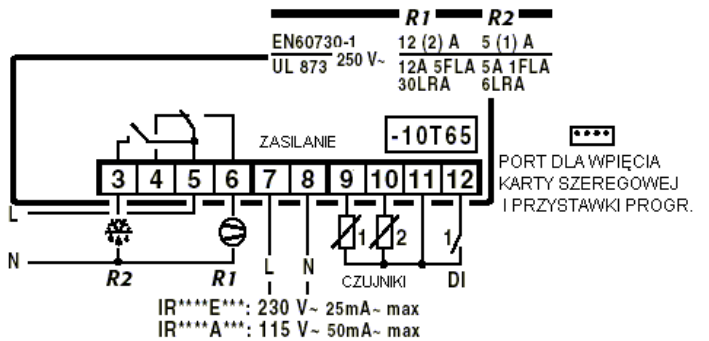 R1 R2
EN60730-1 250 V~ 12 (2) A 5 (1) A
UL 873 12A 5FLA 5A 1FLA
30LRA 6LRA
ZASILANIE -10T65
PORT DLA WPIĘCIA
KARTY SZEREGOWEJ
I PRZYSTAWKI PROGR.
3 4 5 6 7 8 9 10 11 12
L
1 2 1
N R2 R1 L N CZUJNIKI DI
IR****E***: 230 V~ 25mA~ max
IR****A***: 115 V~ 50mA~ max